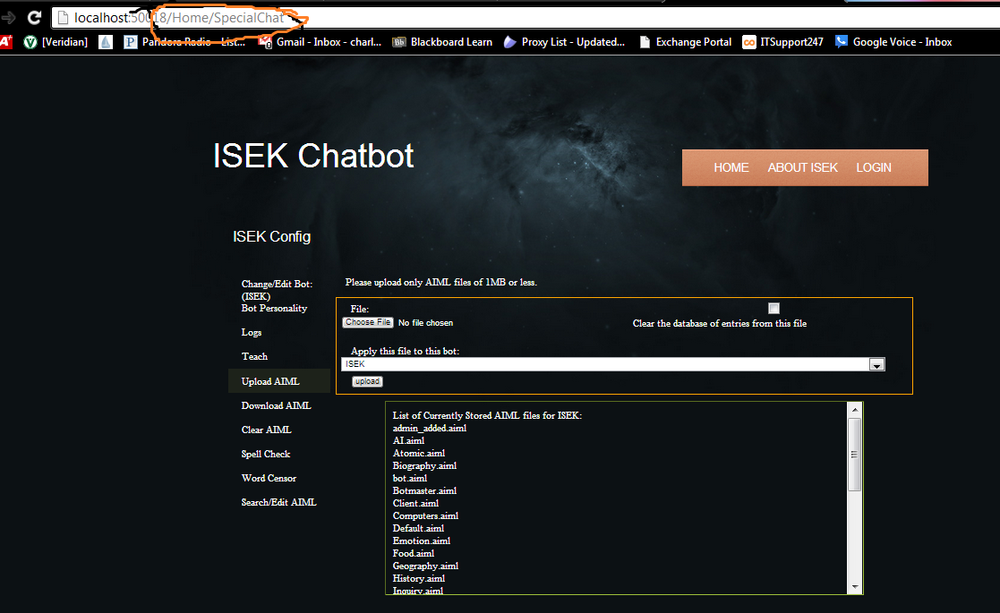 localhost:50018/Home/SpecialChat
[Veridian]
P
Pandora Radio - List...
Gmail - Inbox - charl...
Bb
Blackboard Learn
Proxy List - Updated...
Exchange Portal
ITSupport247
Google Voice - Inbox
ISEK Chatbot
HOME
ABOUT ISEK
LOGIN
ISEK Config
Change/Edit Bot:
(ISEK)
Bot Personality
Logs
Teach
Upload AIML
Download AIML
Clear AIML
Spell Check
Word Censor
Search/Edit AIML
Please upload only AIML files of 1MB or less.
File:
Choose File No file chosen
Clear the database of entries from this file
Apply this file to this bot:
ISEK
upload
List of Currently Stored AIML files for ISEK:
admin_added.aiml
AI.aiml
Atomic.aiml
Biography.aiml
bot.aiml
Botmaster.aiml
Client.aiml
Computers.aiml
Default.aiml
Emotion.aiml
Food.aiml
Geography.aiml
History.aiml
Inquiry.aiml